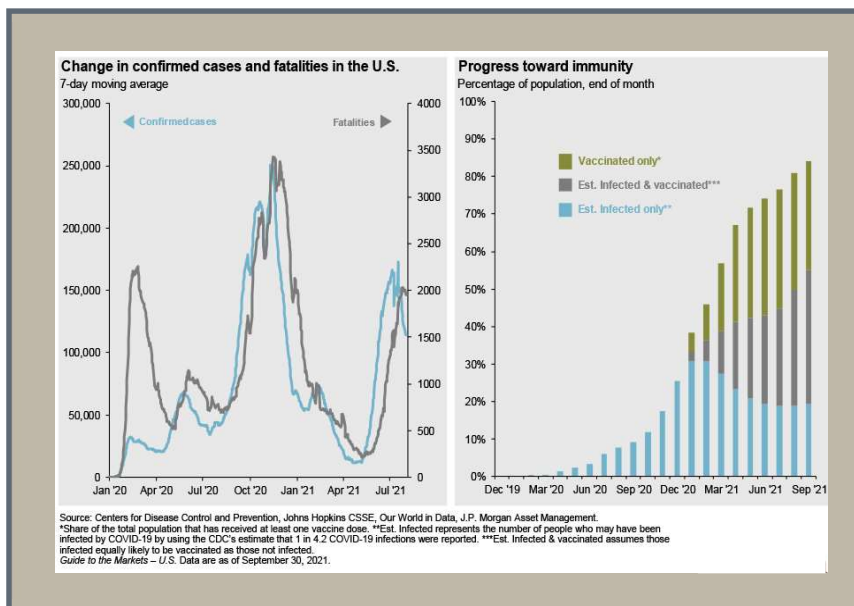 Change in confirmed cases and fatalities in the U.S.
7-day moving average
300,000
250,000
200,000
150,000
100,000
50,000
0
4000
3500
3000
2500
2000
1500
1000
500
0
Confirmed cases
Fatalities
Jan '20 Apr '20 Jul '20 Oct '20 Jan '21 Apr '21 Jul '21
Progress toward immunity
Percentage of population, end of month
100%
90%
80%
70%
60%
50%
40%
30%
20%
10%
0%
Vaccinated only*
Est. Infected & vaccinated***
Est. Infected only**
Dec '19 Mar '20 Jun '20 Sep '20 Dec '20 Mar '21 Jun '21 Sep '21
Source: Centers for Disease Control and Prevention, Johns Hopkins CSSE, Our World in Data, J.P. Morgan Asset Management.
*Share of the total population that has received at least one vaccine dose. **Est. Infected represents the number of people who may have been
infected by COVID-19 by using the CDC's estimate that 1 in 4.2 COVID-19 infections were reported. ***Est. Infected & vaccinated assumes those
infected equally likely to be vaccinated as those not infected.
Guide to the Markets – U.S. Data are as of September 30, 2021.